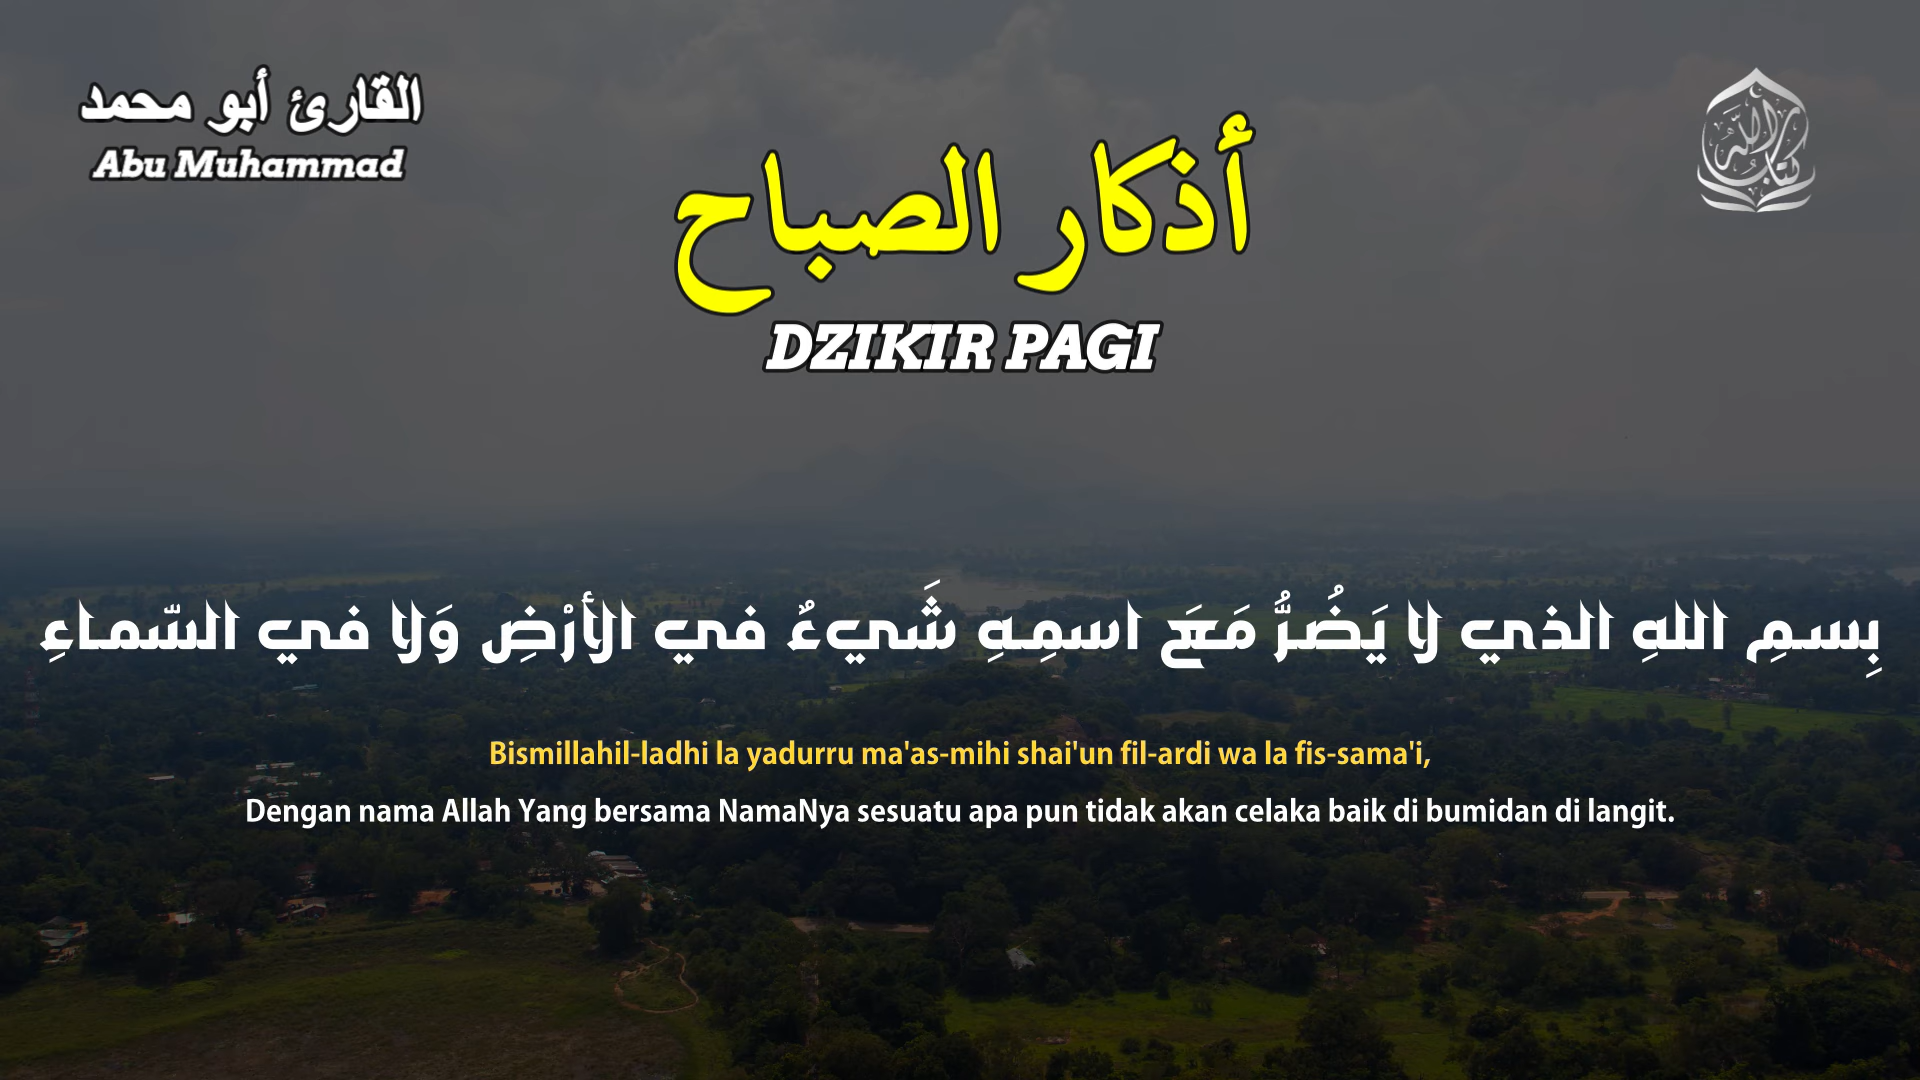 القارئ أبو محمد
Abu Muhammad
أذكار الصباح
DZIKIR PAGI
كتاب الله
بِسمِ اللهِ الذي لا يَضُرُّ مَعَ اسمِهِ شَيءٌ في الأرْضِ وَلا في السّماءِ
Bismillahil-ladhi la yadurru ma'as-mihi shai'un fil-ardi wa la fis-sama'i,
Dengan nama Allah Yang bersama NamaNya sesuatu apa pun tidak akan celaka baik di bumidan di langit.